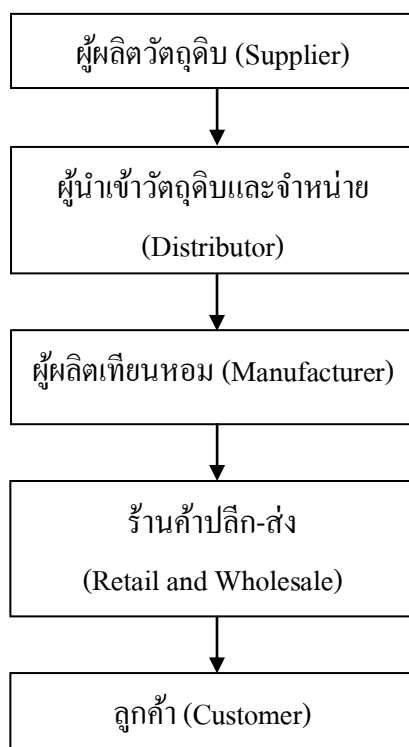 ผู้ผลิตวัตถุดิบ (Supplier)
ผู้นำเข้าวัตถุดิบและจำหน่าย
(Distributor)
ผู้ผลิตเทียนหอม (Manufacturer)
ร้านค้าปลีก-ส่ง
(Retail and Wholesale)
ลูกค้า (Customer)